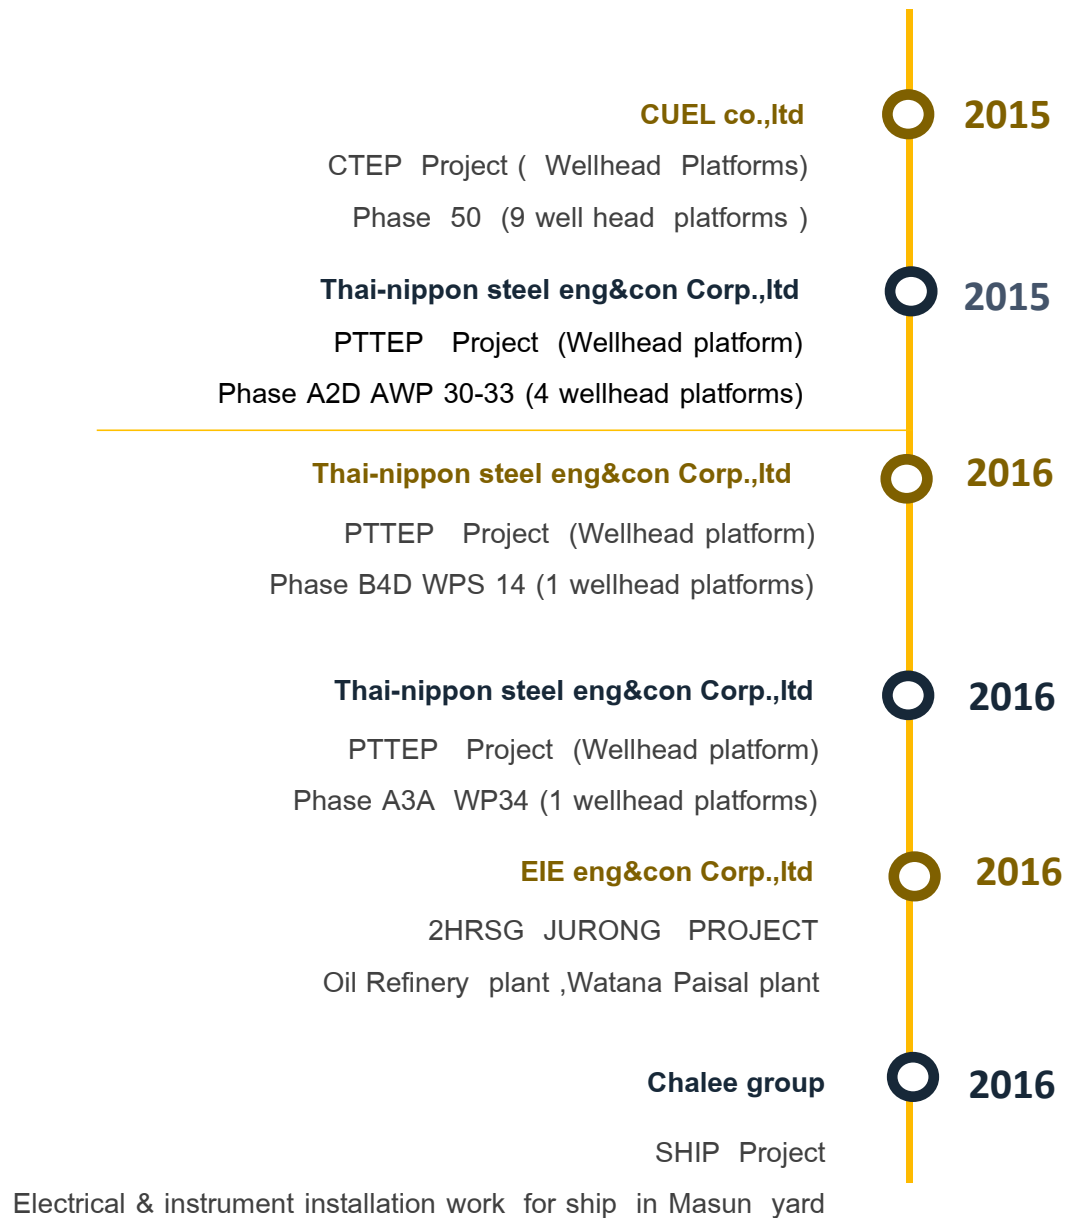 CUEL co.,ltd
2015
CTEP Project ( Wellhead Platforms)
Phase 50 (9 well head platforms )
Thai-nippon steel eng&con Corp.,ltd
2015
PTTEP Project (Wellhead platform)
Phase A2D AWP 30-33 (4 wellhead platforms)
Thai-nippon steel eng&con Corp.,ltd
2016
PTTEP Project (Wellhead platform)
Phase B4D WPS 14 (1 wellhead platforms)
Thai-nippon steel eng&con Corp.,ltd
2016
PTTEP Project (Wellhead platform)
Phase A3A WP34 (1 wellhead platforms)
EIE eng&con Corp.,ltd
2016
2HRSG JURONG PROJECT
Oil Refinery plant ,Watana Paisal plant
Chalee group
2016
SHIP Project
Electrical & instrument installation work for ship in Masun yard